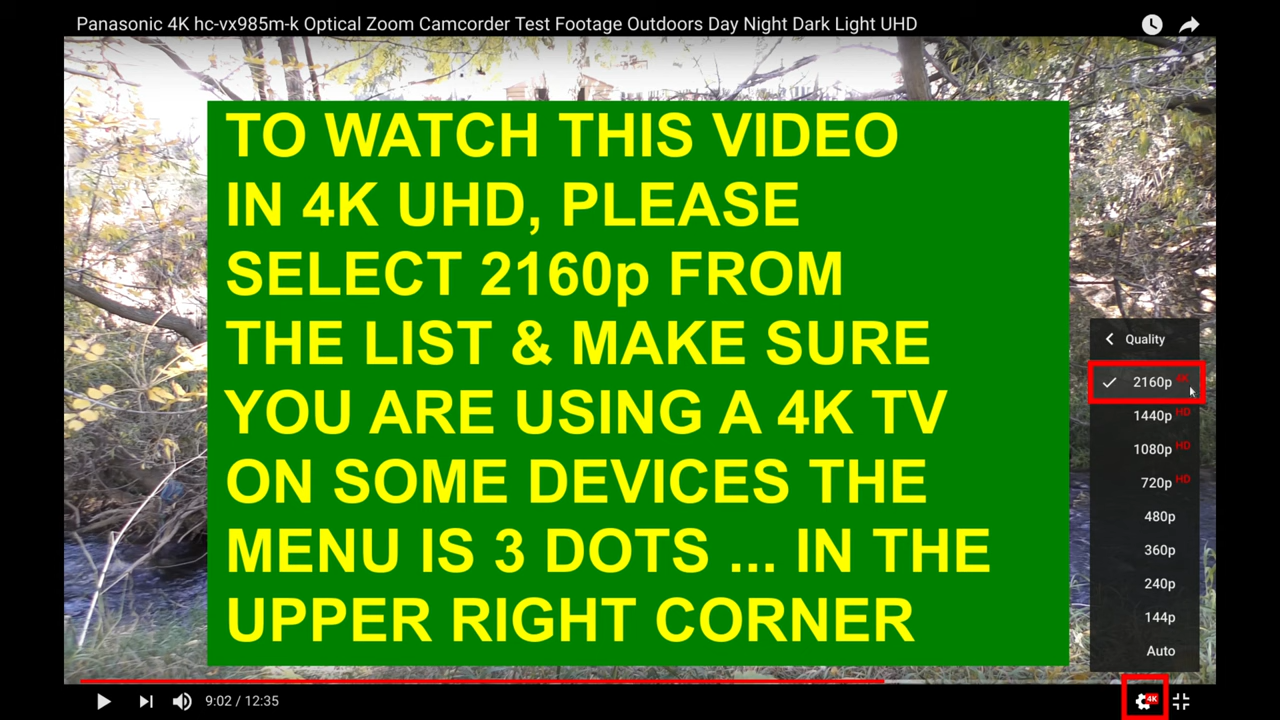 Panasonic 4K hc-vx985m-k Optical Zoom Camcorder Test Footage Outdoors Day Night Dark Light UHD
TO WATCH THIS VIDEO
IN 4K UHD, PLEASE
SELECT 2160p FROM
THE LIST & MAKE SURE
YOU ARE USING A 4K TV
ON SOME DEVICES THE
MENU IS 3 DOTS ... IN THE
UPPER RIGHT CORNER
Quality
2160p 4K
1440p HD
1080p HD
720p HD
480p
360p
240p
144p
Auto
9:02 / 12:35
4K